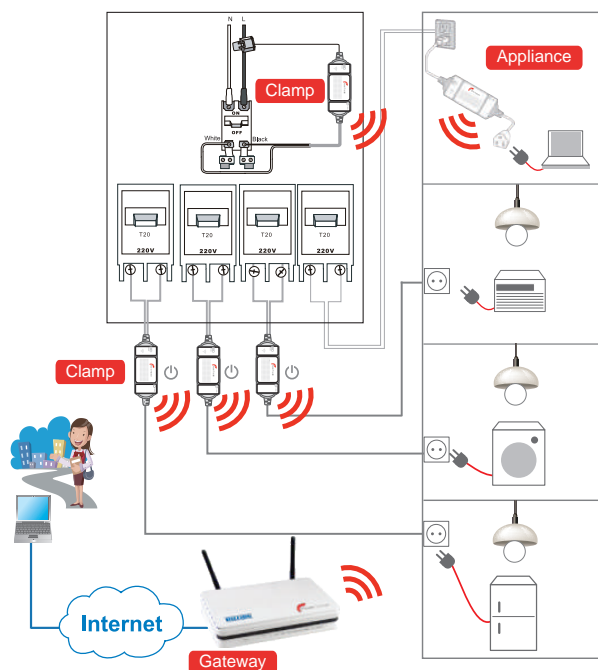 N L
Appliance
Clamp
ON
OFF
White
Black
T20
220V
T20
220V
T20
220V
T20
220V
Clamp
Internet
Gateway